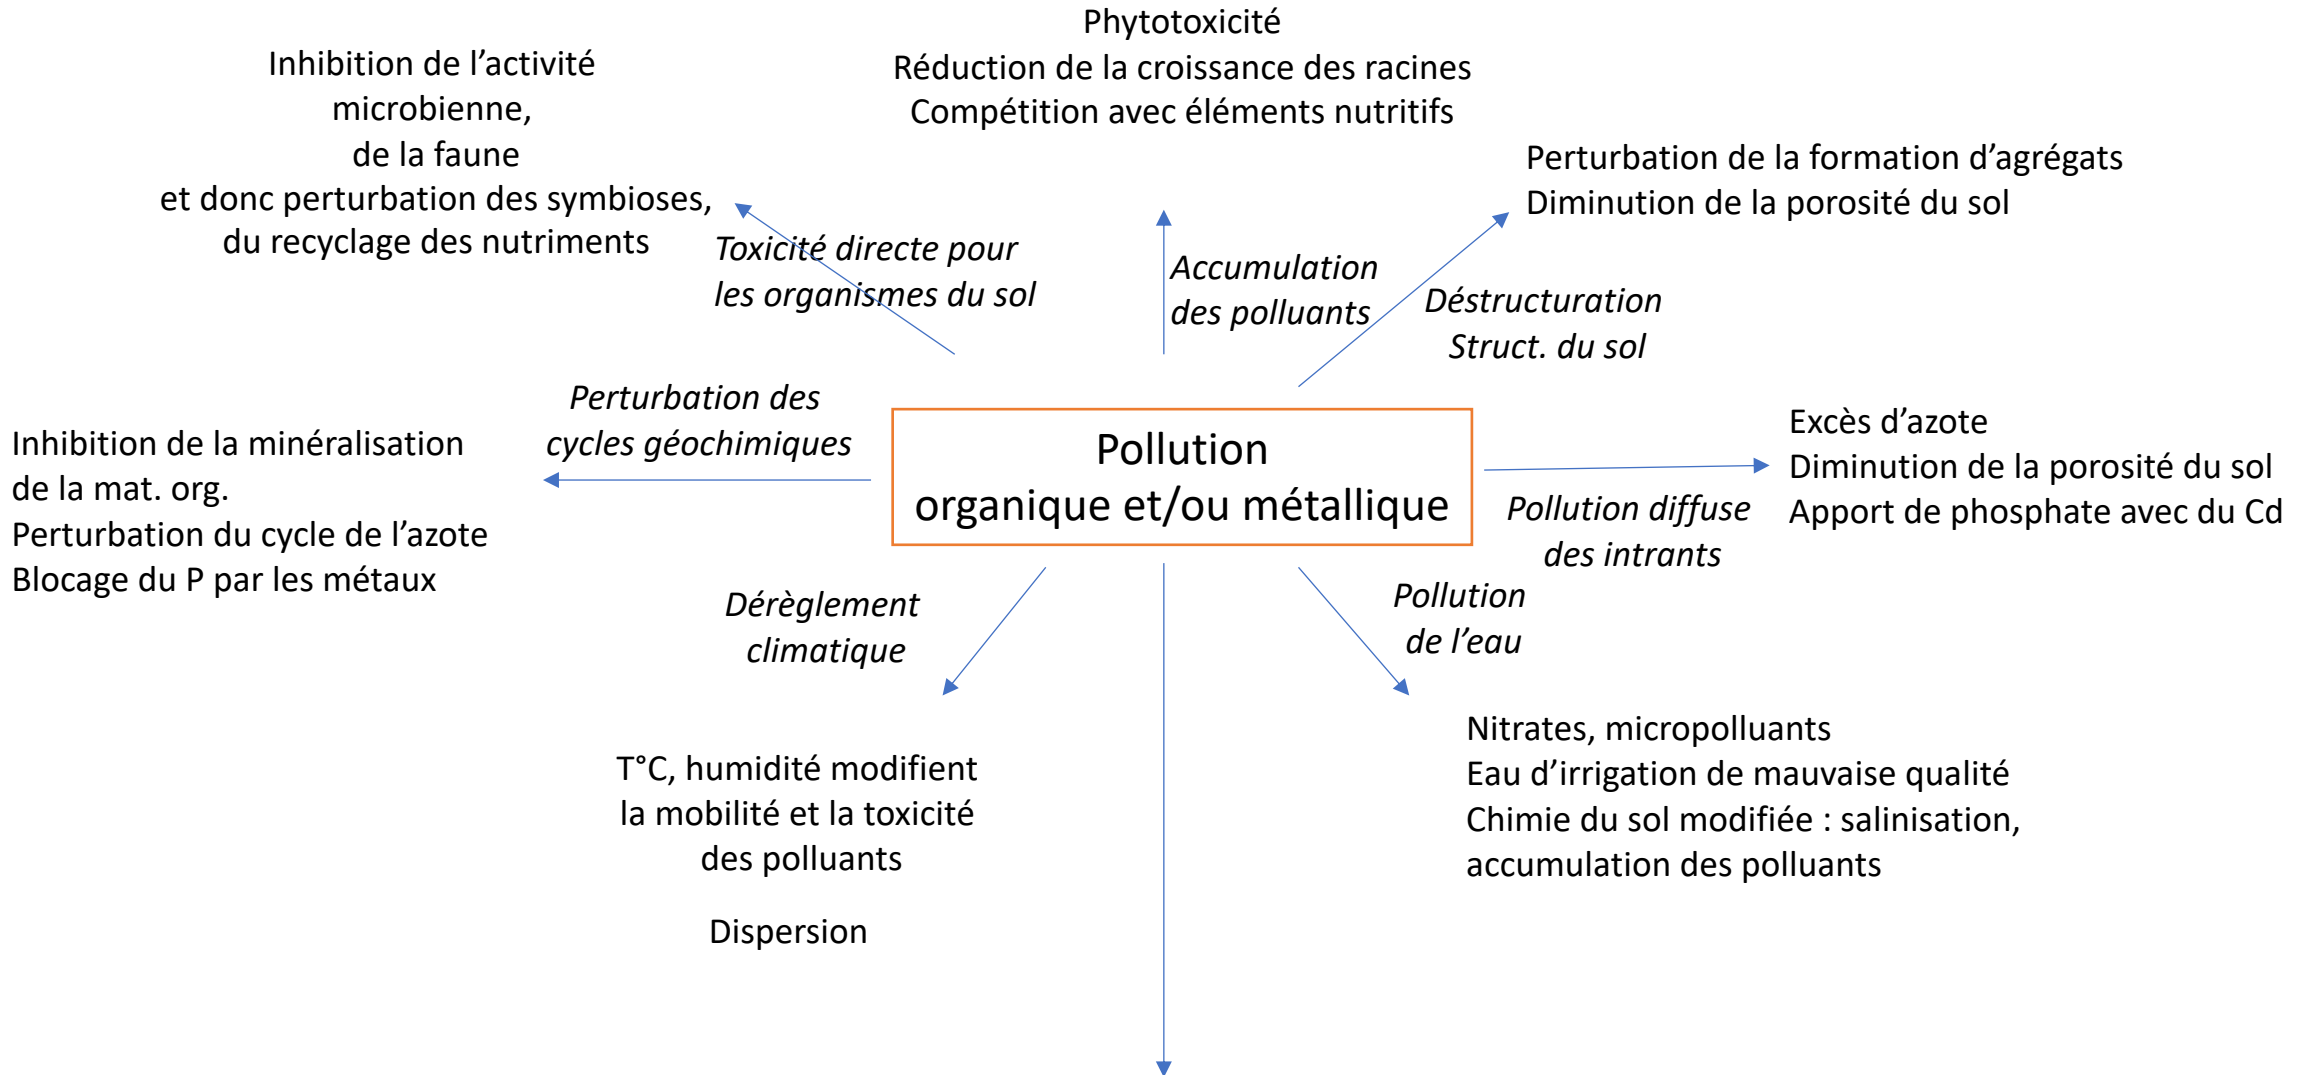 Phytotoxicité
Réduction de la croissance des racines
Compétition avec éléments nutritifs
Inhibition de l’activité
microbienne,
de la faune
et donc perturbation des symbioses,
du recyclage des nutriments
Perturbation de la formation d’agrégats
Diminution de la porosité du sol
Toxicité directe pour
les organismes du sol
Accumulation
des polluants
Déstructuration
Struct. du sol
Perturbation des
cycles géochimiques
Inhibition de la minéralisation
de la mat. org.
Perturbation du cycle de l’azote
Blocage du P par les métaux
Pollution
organique et/ou métallique
Excès d’azote
Diminution de la porosité du sol
Apport de phosphate avec du Cd
Pollution diffuse
des intrants
Dérèglement
climatique
Pollution
de l’eau
T°C, humidité modifient
la mobilité et la toxicité
des polluants
Dispersion
Nitrates, micropolluants
Eau d’irrigation de mauvaise qualité
Chimie du sol modifiée : salinisation,
accumulation des polluants